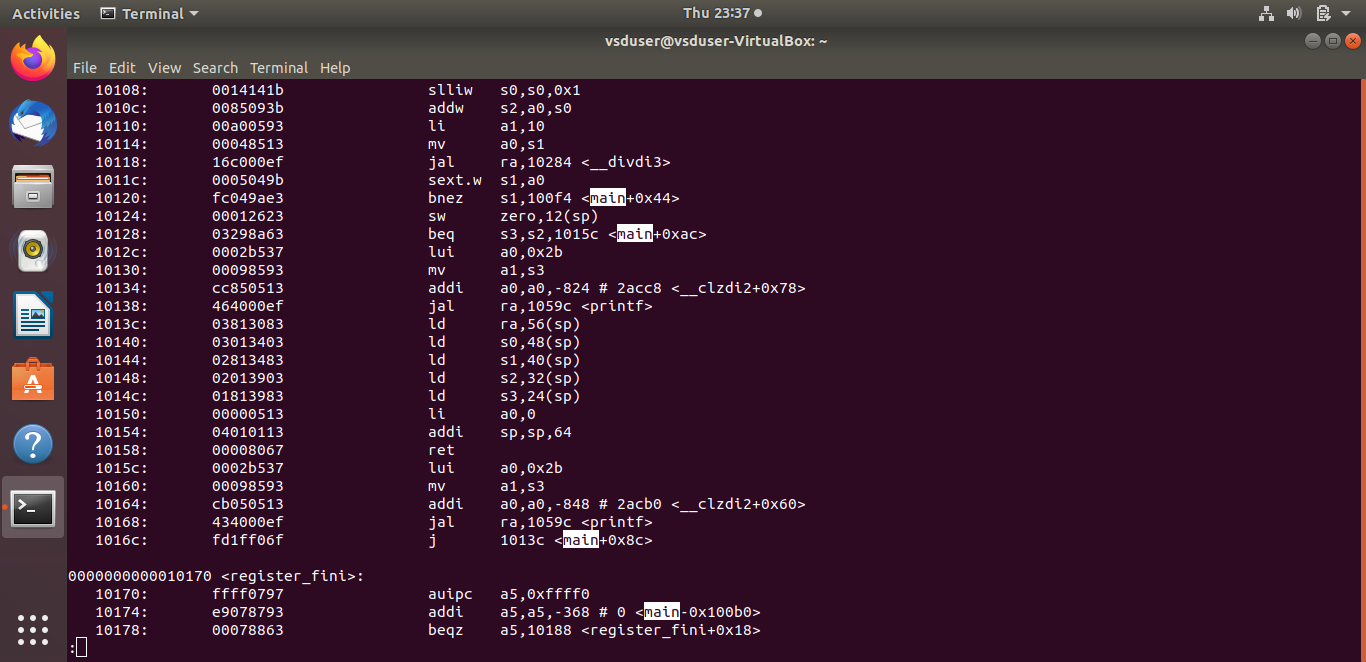 Activities Terminal Thu 23:37
vsduser@vsduser-VirtualBox: ~
File Edit View Search Terminal Help
10108: 0014141b slliw s0,s0,0x1
1010c: 0085093b addw s2,a0,s0
10110: 00a00593 li a1,10
10114: 00048513 mv a0,s1
10118: 16c000ef jal ra,10284 <__divdi3>
1011c: 0005049b sext.w s1,a0
10120: fc049ae3 bnez s1,100f4 <main+0x44>
10124: 00012623 sw zero,12(sp)
10128: 03298a63 beq s3,s2,1015c <main+0xac>
1012c: 0002b537 lui a0,0x2b
10130: 00098593 mv a1,s3
10134: cc850513 addi a0,a0,-824 # 2acc8 <__clzdi2+0x78>
10138: 464000ef jal ra,1059c <printf>
1013c: 03813083 ld ra,56(sp)
10140: 03013403 ld s0,48(sp)
10144: 02813483 ld s1,40(sp)
10148: 02013903 ld s2,32(sp)
1014c: 01813983 ld s3,24(sp)
10150: 00000513 li a0,0
10154: 04010113 addi sp,sp,64
10158: 00008067 ret
1015c: 0002b537 lui a0,0x2b
10160: 00098593 mv a1,s3
10164: cb050513 addi a0,a0,-848 # 2acb0 <__clzdi2+0x60>
10168: 434000ef jal ra,1059c <printf>
1016c: fd1ff06f j 1013c <main+0x8c>
0000000000010170 <register_fini>:
10170: ffff0797 auipc a5,0xffff0
10174: e9078793 addi a5,a5,-368 # 0 <main-0x100b0>
10178: 00078863 beqz a5,10188 <register_fini+0x18>
: